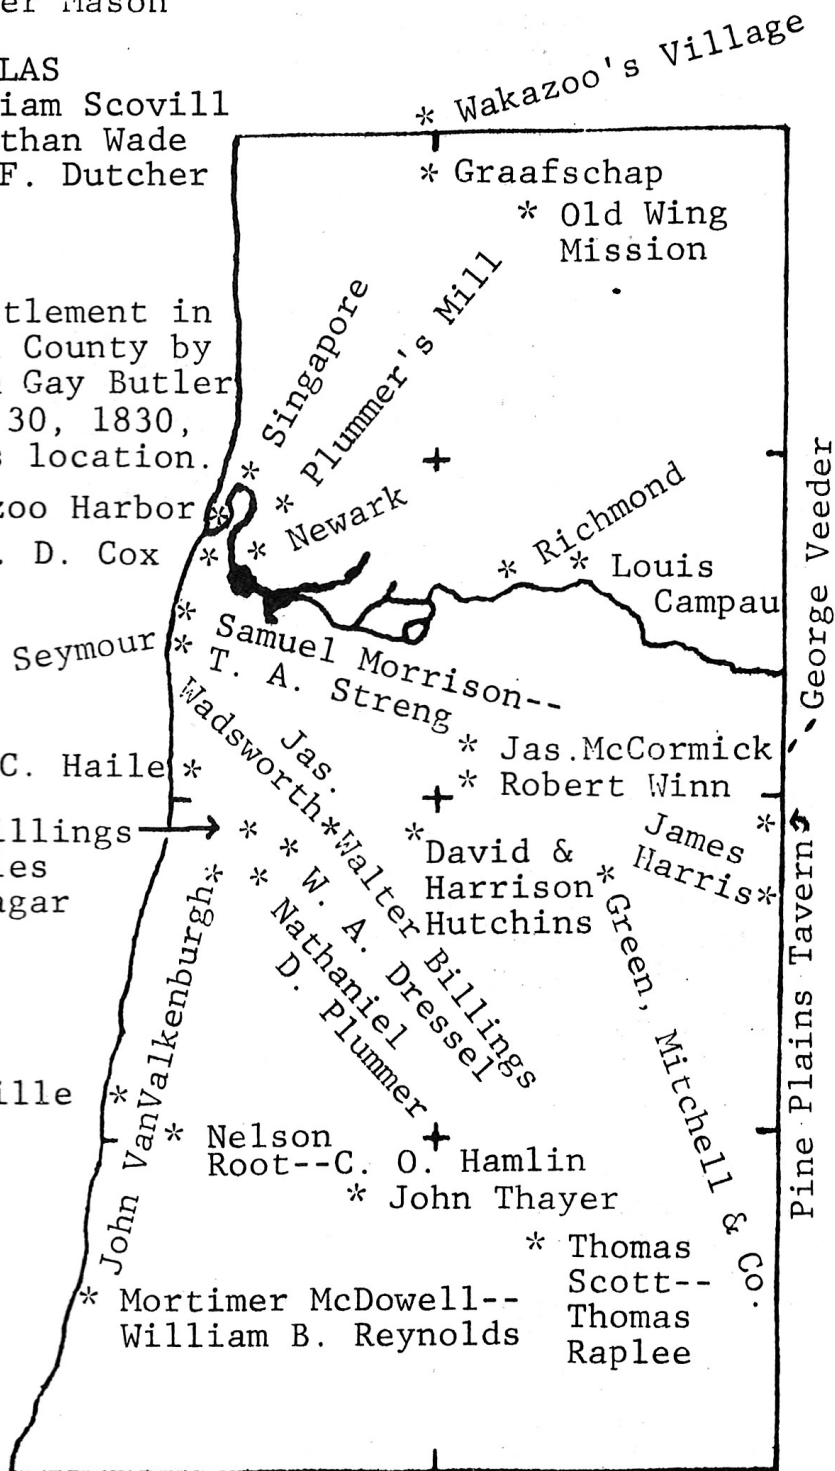 er Mason
LAS
iam Scovill
than Wade
F. Dutcher
* Wakazoo's Village
* Graafschap
* Old Wing
Mission
tlement in
County by
Gay Butler
30, 1830,
location.
* Singapore
* Plummer's Mill
zoo Harbor *
. D. Cox *
* Newark
* Richmond
* Louis
Campau
George Veeder
* Samuel Morrison--
T. A. Streng
Seymour *
* Jas. McCormick
* Robert Winn
C. Haile *
Jas.
Wadsworth *
* Walter Billings
illings
les
agar
* W. A. Dressel
* Nathaniel
D. Plummer
* David &
Harrison
Hutchins
James
Harris *
* Green, Mitchell & Co.
Pine Plains Tavern
John VanValkenburgh *
ille *
* Nelson
Root--C. O. Hamlin
* John Thayer
* Thomas
Scott--
Thomas
Raplee
* Mortimer McDowell--
William B. Reynolds